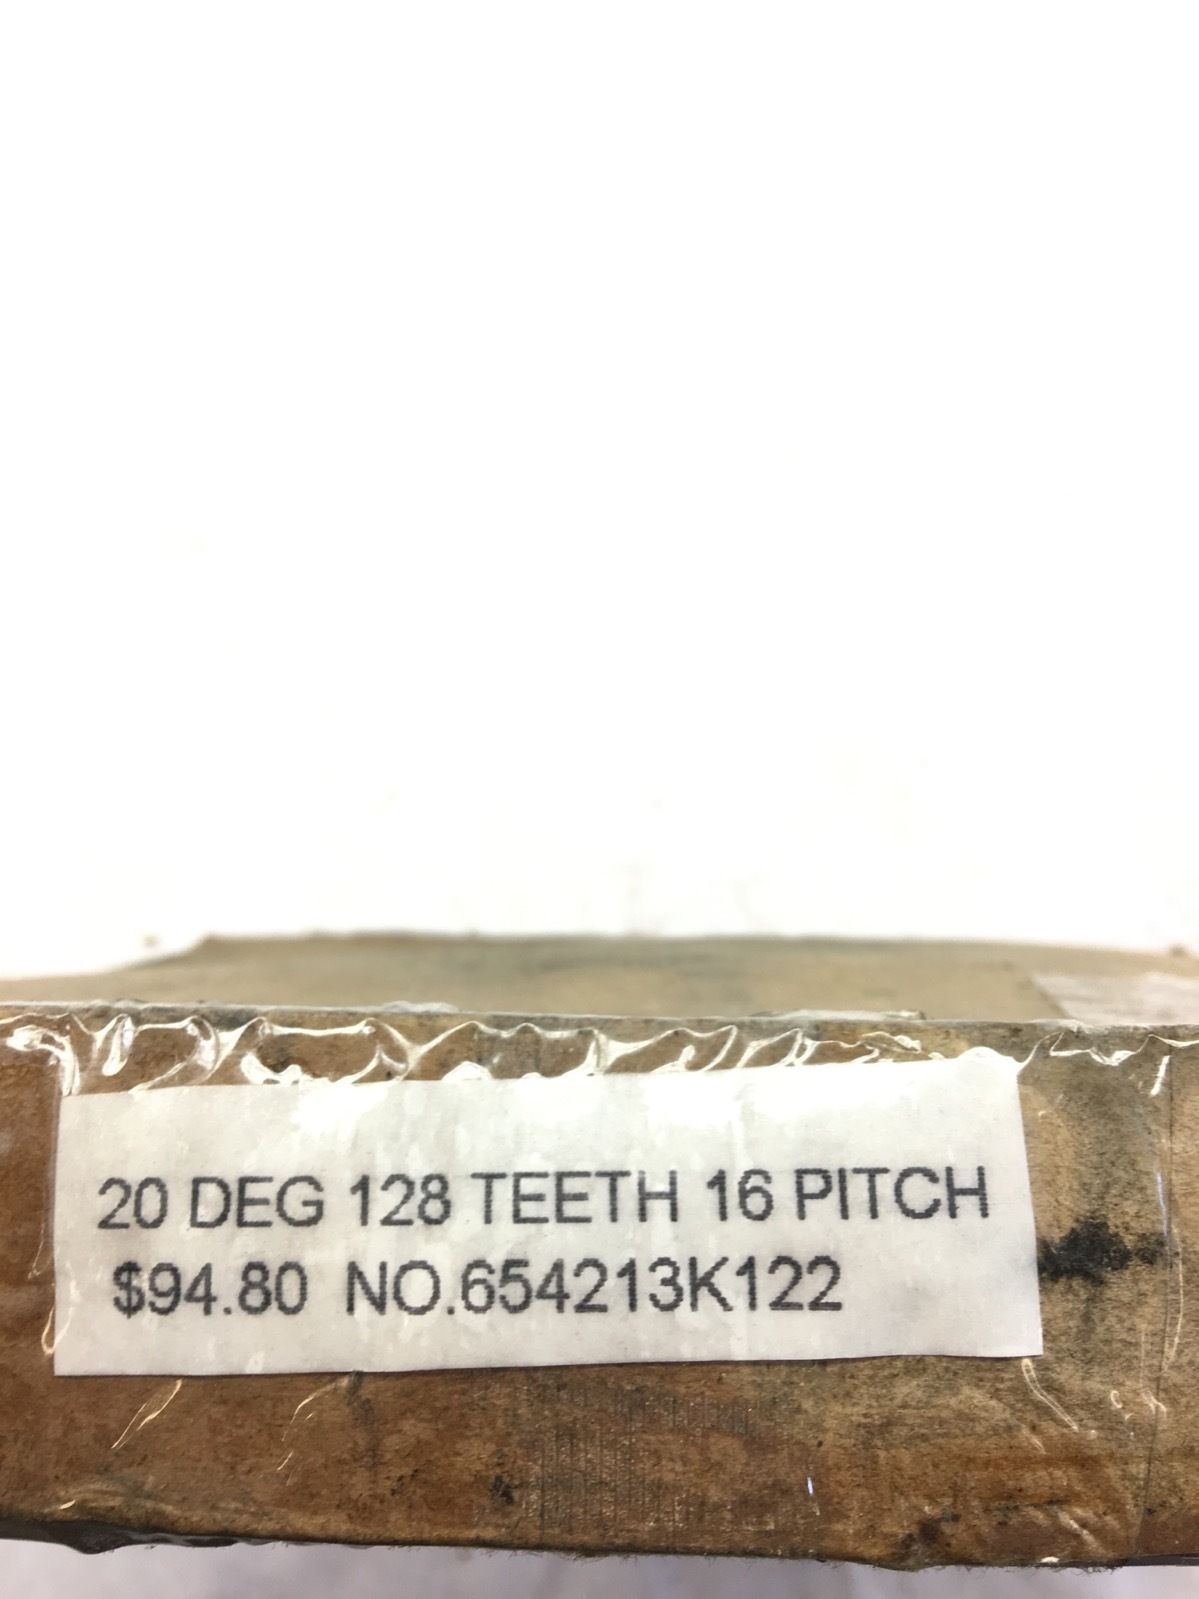 20 DEG 128 TEETH 16 PITCH
$94.80 NO.654213K122